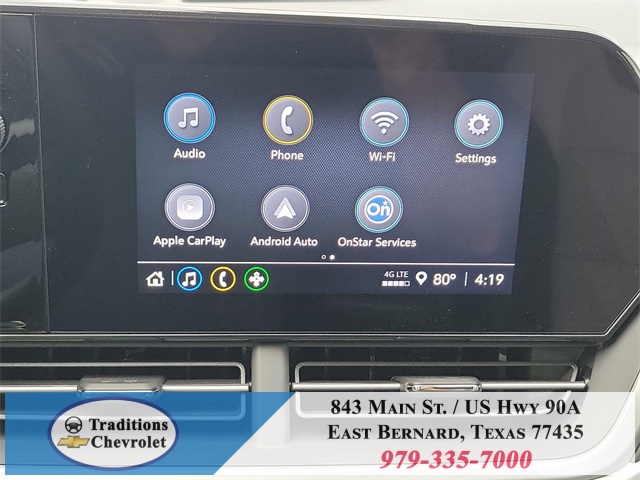 Audio
Phone
Wi-Fi
Settings
Apple CarPlay
Android Auto
On
OnStar Services
4G LTE
80°
4:19
Traditions
Chevrolet
843 Main St. / US Hwy 90A
East Bernard, Texas 77435
979-335-7000